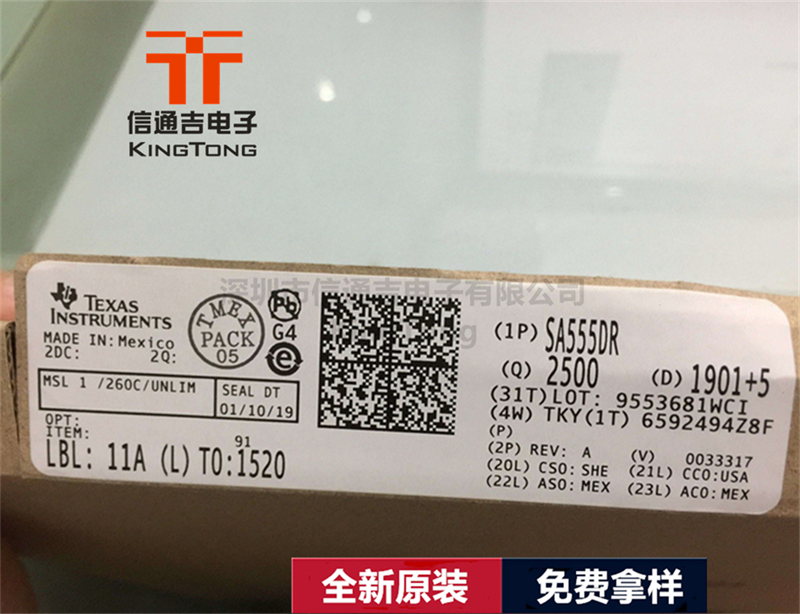 信通吉电子
KINGTONG
深圳市信通吉电子有限公司
TEXAS
INSTRUMENTS
MADE IN: Mexico
2DC: 2Q:
TMEX
PACK
05
Pb
G4
e
MSL 1 /260C/UNLIM
SEAL DT
01/10/19
OPT:
ITEM:
91
LBL: 11A (L) TO:1520
(1P) SA555DR
(Q) 2500 (D) 1901+5
(31T)LOT: 9553681WCI
(4W) TKY(1T) 6592494Z8F
(P)
(2P) REV: A (V) 0033317
(20L) CSO: SHE (21L) CCO:USA
(22L) ASO: MEX (23L) ACO: MEX
全新原装
免费拿样